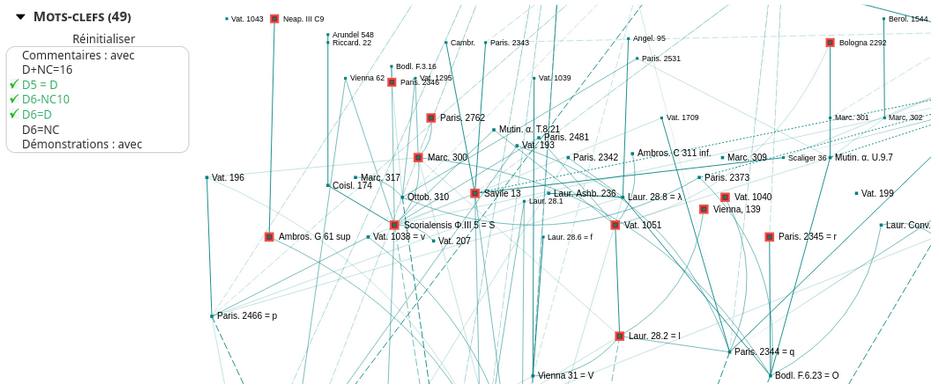 ▼ MOTS-CLEFS (49)
Réinitialiser
Commentaires : avec
D+NC=16
✓ D5 = D
✓ D6-NC10
✓ D6=D
D6=NC
Démonstrations : avec
Vat. 1043
Neap. III C9
Berol. 1544
Arundel 548
Riccard. 22
Cambr.
Paris. 2343
Angel. 95
Bologna 2292
Paris. 2531
Bodl. F.3.16
Vienna 62
Paris. 2346
Vat. 1295
Vat. 1039
Paris. 2762
Vat. 1709
Marc. 301
Marc. 302
Mutin. α. T.8.21
Paris. 2481
Vat. 193
Marc. 300
Paris. 2342
Ambros. C 311 inf.
Marc. 309
Scaliger 36
Mutin. α. U.9.7
Vat. 196
Marc. 317
Paris. 2373
Coisl. 174
Ottob. 310
Savile 13
Laur. Ashb. 236
Laur. 28.8 = λ
Vat. 1040
Vat. 199
Laur. 28.1
Vienna, 139
Scorialensis Φ.III.5 = S
Vat. 1051
Laur. Conv.
Ambros. G 61 sup
Vat. 1038 = v
Vat. 207
Laur. 28.6 = f
Paris. 2345 = r
Paris. 2466 = p
Laur. 28.2 = l
Paris. 2344 = q
Vienna 31 = V
Bodl. F.6.23 = O